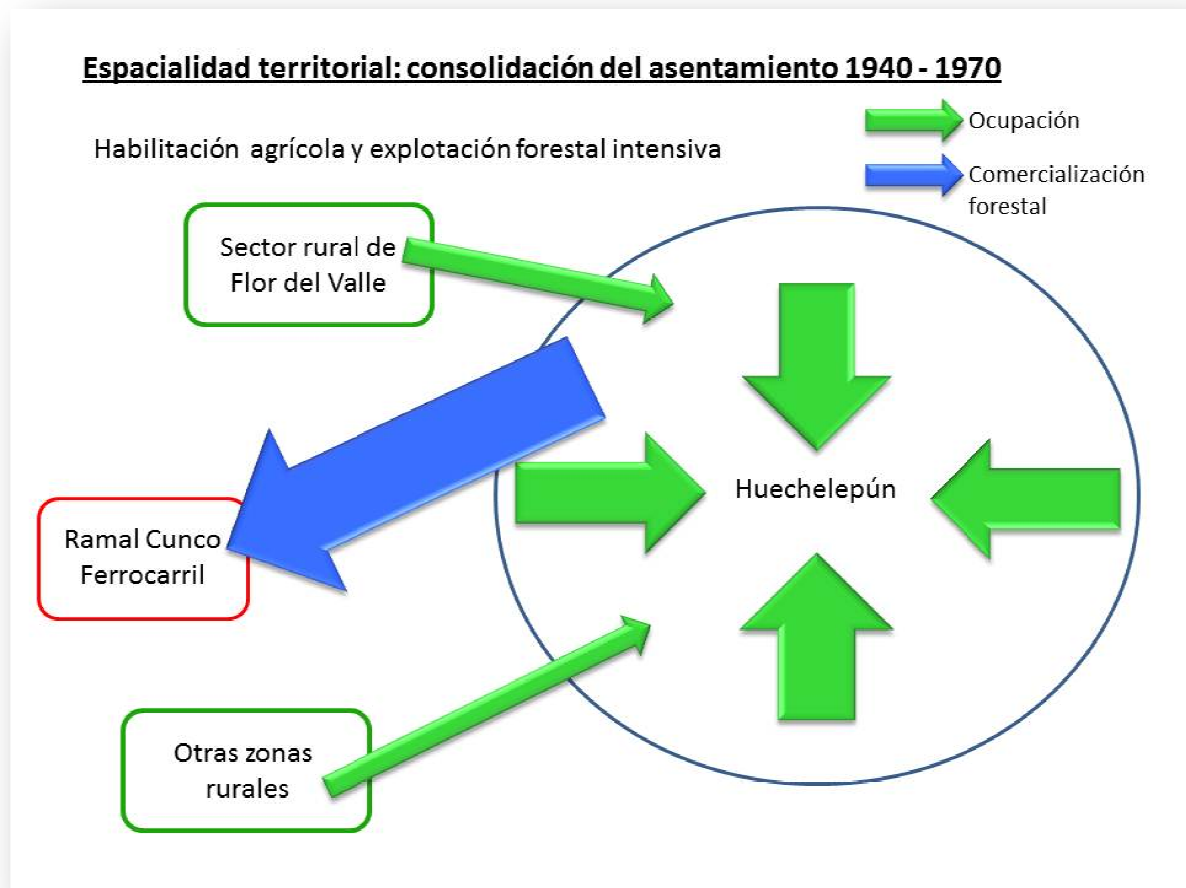 Espacialidad territorial: consolidación del asentamiento 1940 - 1970
Habilitación agrícola y explotación forestal intensiva
Ocupación
Comercialización
forestal
Sector rural de
Flor del Valle
Huechelepún
Ramal Cunco
Ferrocarril
Otras zonas
rurales